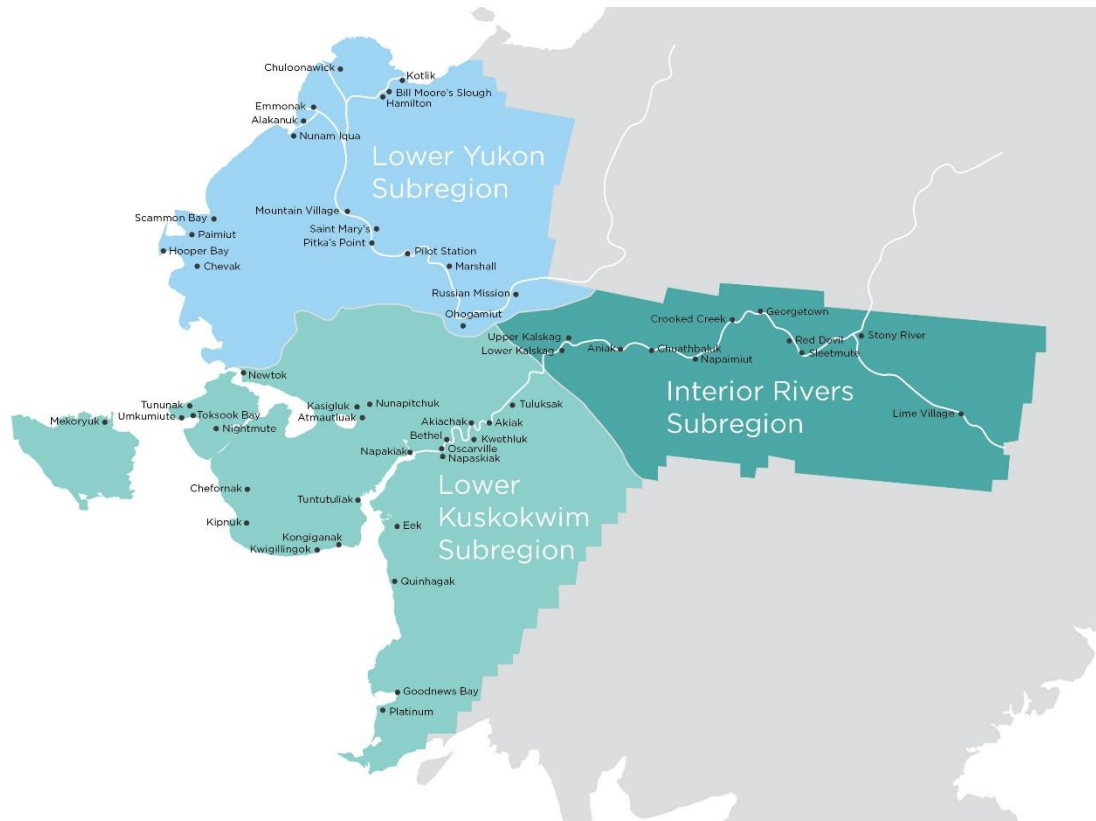 Chuloonawick
Kotlik
Bill Moore's Slough
Hamilton
Emmonak
Alakanuk
Nunam Iqua
Lower Yukon
Subregion
Mountain Village
Scammon Bay
Saint Mary's
Paimiut
Pitka's Point
Hooper Bay
Pilot Station
Chevak
Marshall
Russian Mission
Ohogamiut
Georgetown
Crooked Creek
Upper Kalskag
Red Devil
Stony River
Lower Kalskag
Aniak
Chuathbaluk
Sleetmute
Napaimiut
Newtok
Interior Rivers
Subregion
Tununak
Kasigluk
Nunapitchuk
Tuluksak
Umkumiute
Toksook Bay
Atmautluak
Lime Village
Mekoryuk
Nightmute
Akiachak
Akiak
Bethel
Kwethluk
Oscarville
Napakiak
Napaskiak
Lower
Kuskokwim
Subregion
Chefornak
Tuntutuliak
Kipnuk
Eek
Kongiganak
Kwigillingok
Quinhagak
Goodnews Bay
Platinum